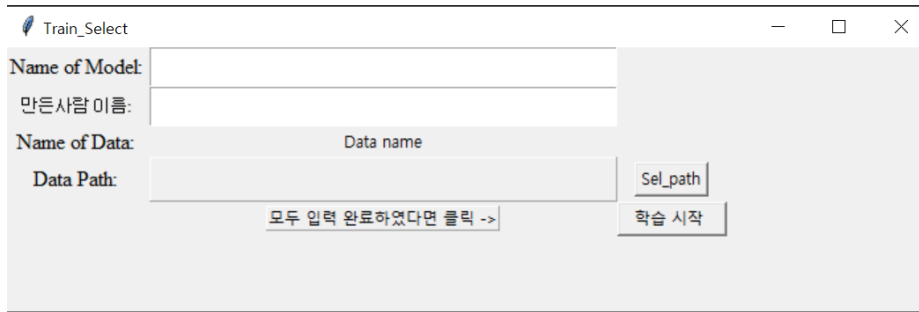 Train_Select
Name of Model:
만든사람 이름:
Name of Data: Data name
Data Path: Sel_path
모두 입력 완료하였다면 클릭 -> 학습 시작